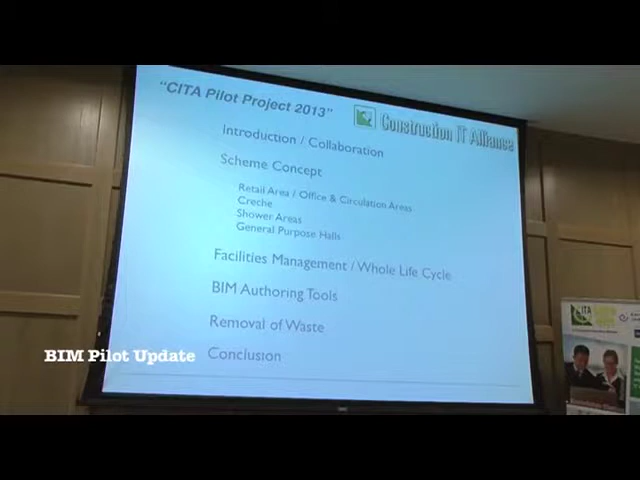 "CITA Pilot Project 2013"
Construction IT Alliance
Introduction / Collaboration
Scheme Concept
Retail Area / Office & Circulation Areas
Creche
Shower Areas
General Purpose Halls
Facilities Management / Whole Life Cycle
BIM Authoring Tools
Removal of Waste
Conclusion
BIM Pilot Update
CITA